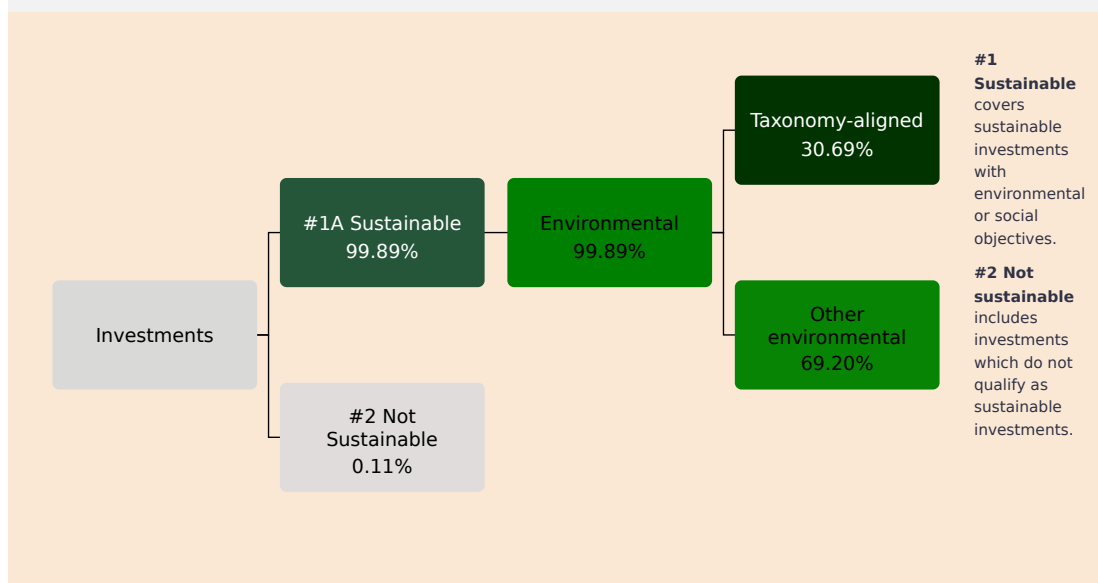 Investments
#1A Sustainable
99.89%
#2 Not
Sustainable
0.11%
Environmental
99.89%
Taxonomy-aligned
30.69%
Other
environmental
69.20%
#1
Sustainable
covers
sustainable
investments
with
environmental
or social
objectives.
#2 Not
sustainable
includes
investments
which do not
qualify as
sustainable
investments.